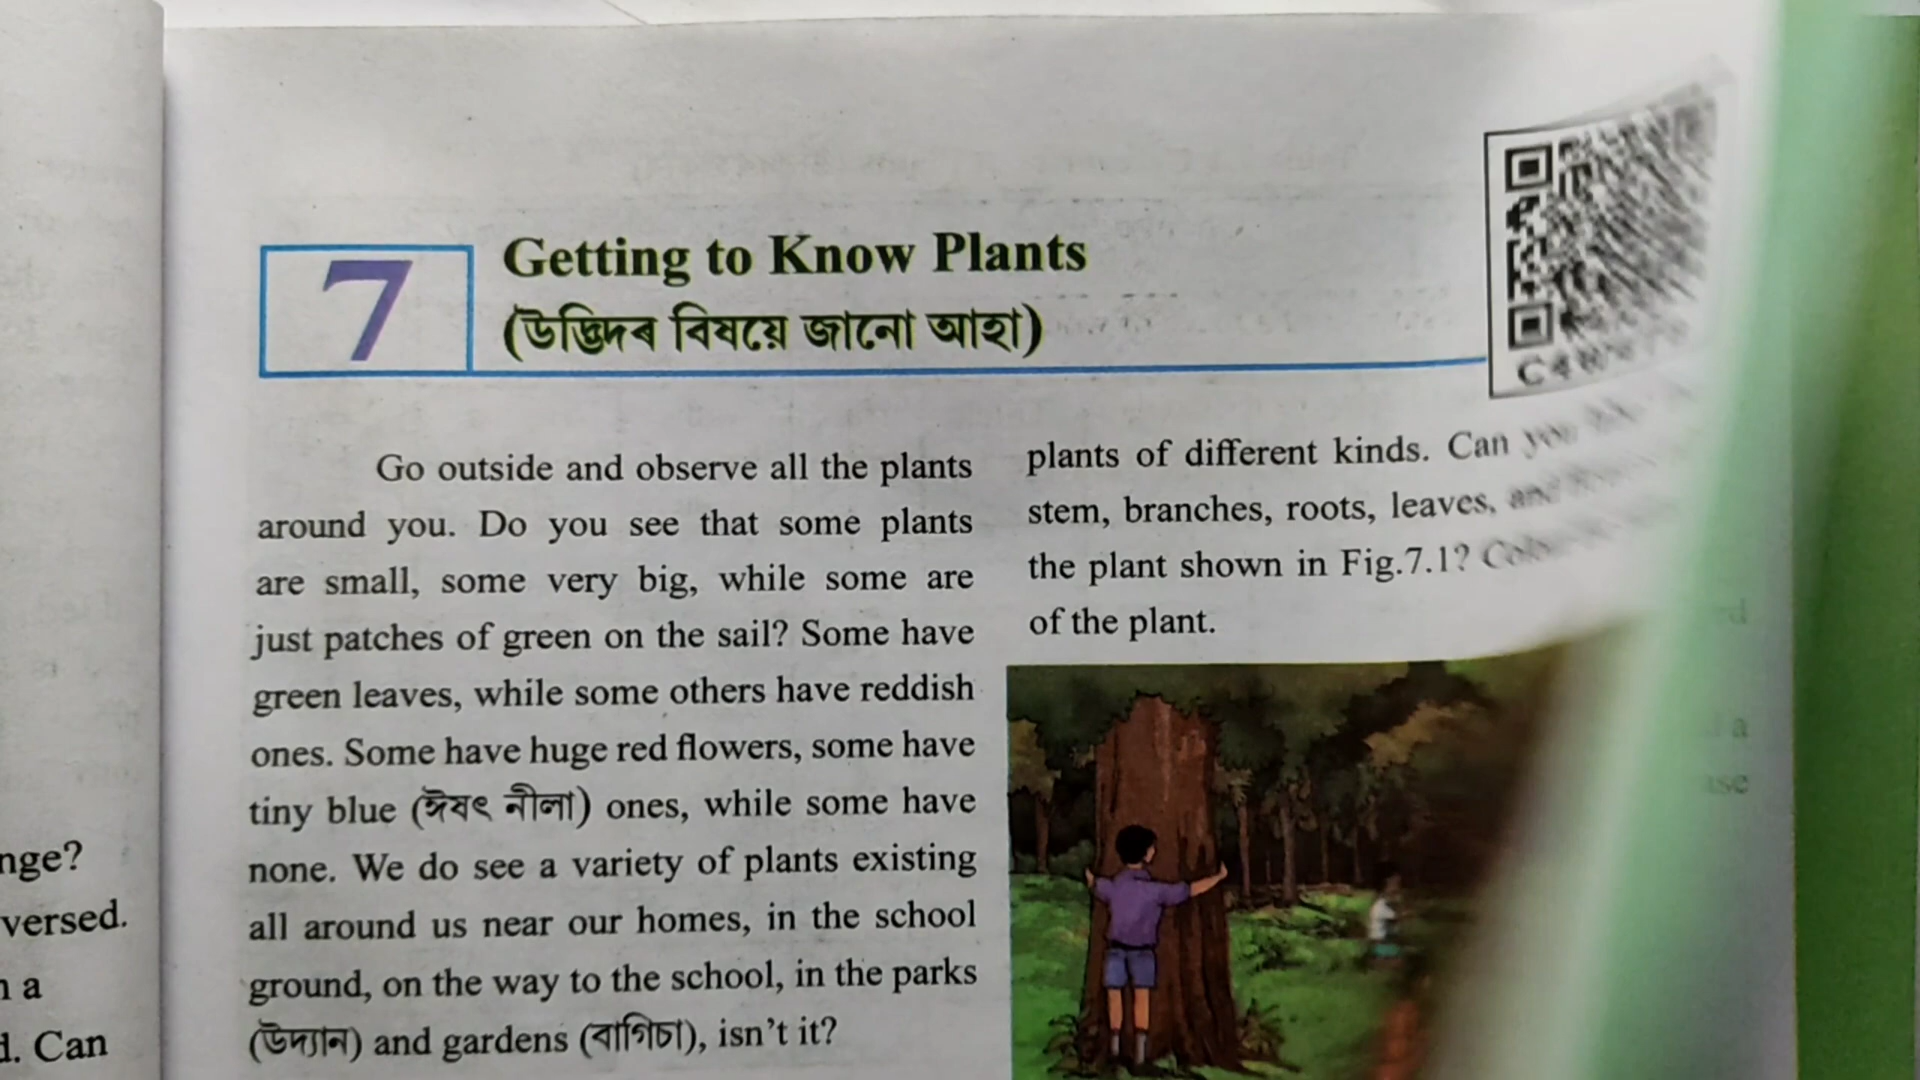 7
Getting to Know Plants
(উদ্ভিদৰ বিষয়ে জানো আহা)
Go outside and observe all the plants
around you. Do you see that some plants
are small, some very big, while some are
just patches of green on the sail? Some have
green leaves, while some others have reddish
ones. Some have huge red flowers, some have
tiny blue (ঈষৎ নীলা) ones, while some have
none. We do see a variety of plants existing
all around us near our homes, in the school
ground, on the way to the school, in the parks
(উদ্যান) and gardens (বাগিচা), isn't it?
plants of different kinds. Can you
stem, branches, roots, leaves, and
the plant shown in Fig.7.1?
of the plant.
versed.
a
Can